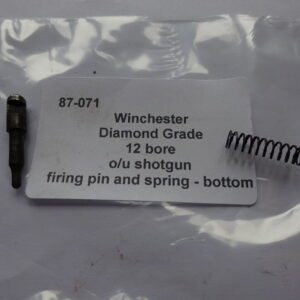 87-071
Winchester
Diamond Grade
12 bore
o/u shotgun
firing pin and spring - bottom